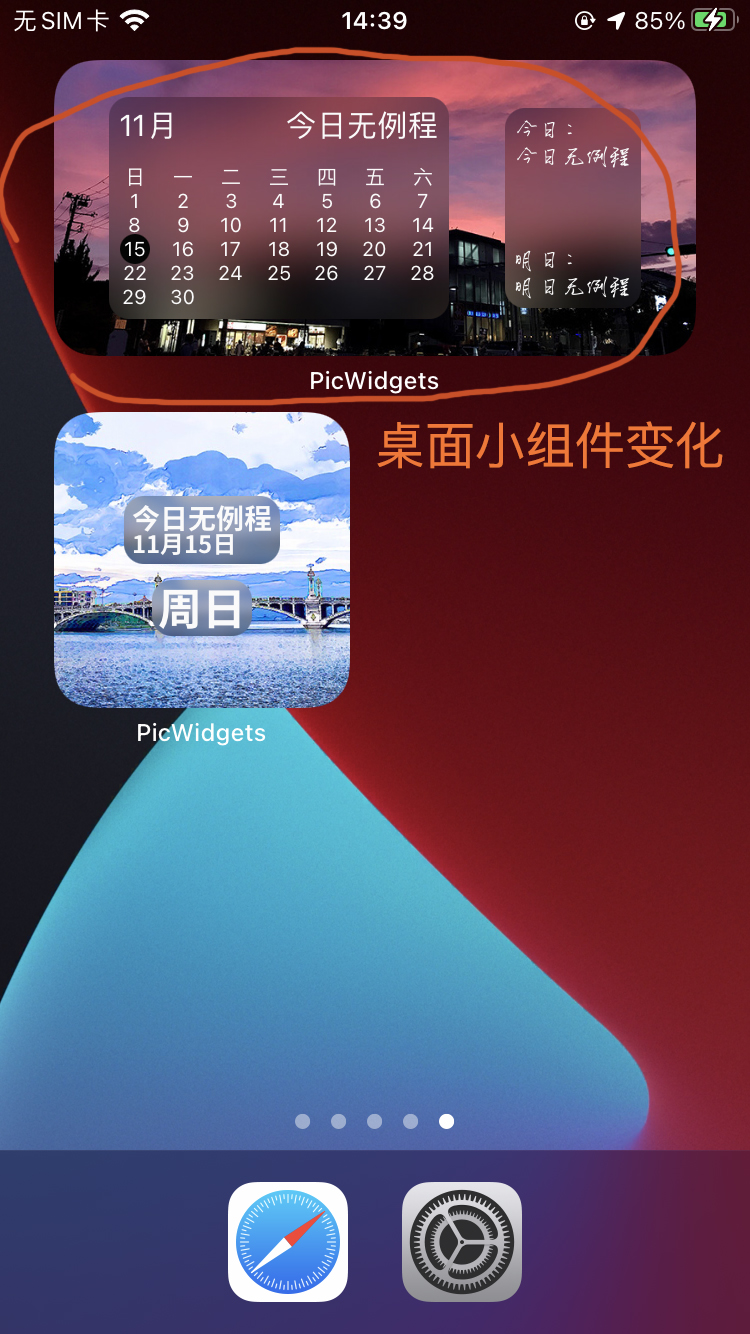 无SIM卡 14:39 85%
11月 今日无例程
日 一 二 三 四 五 六
1 2 3 4 5 6 7
8 9 10 11 12 13 14
15 16 17 18 19 20 21
22 23 24 25 26 27 28
29 30
今日：
今日无例程
明日：
明日无例程
PicWidgets
桌面小组件变化
今日无例程
11月15日
周日
PicWidgets